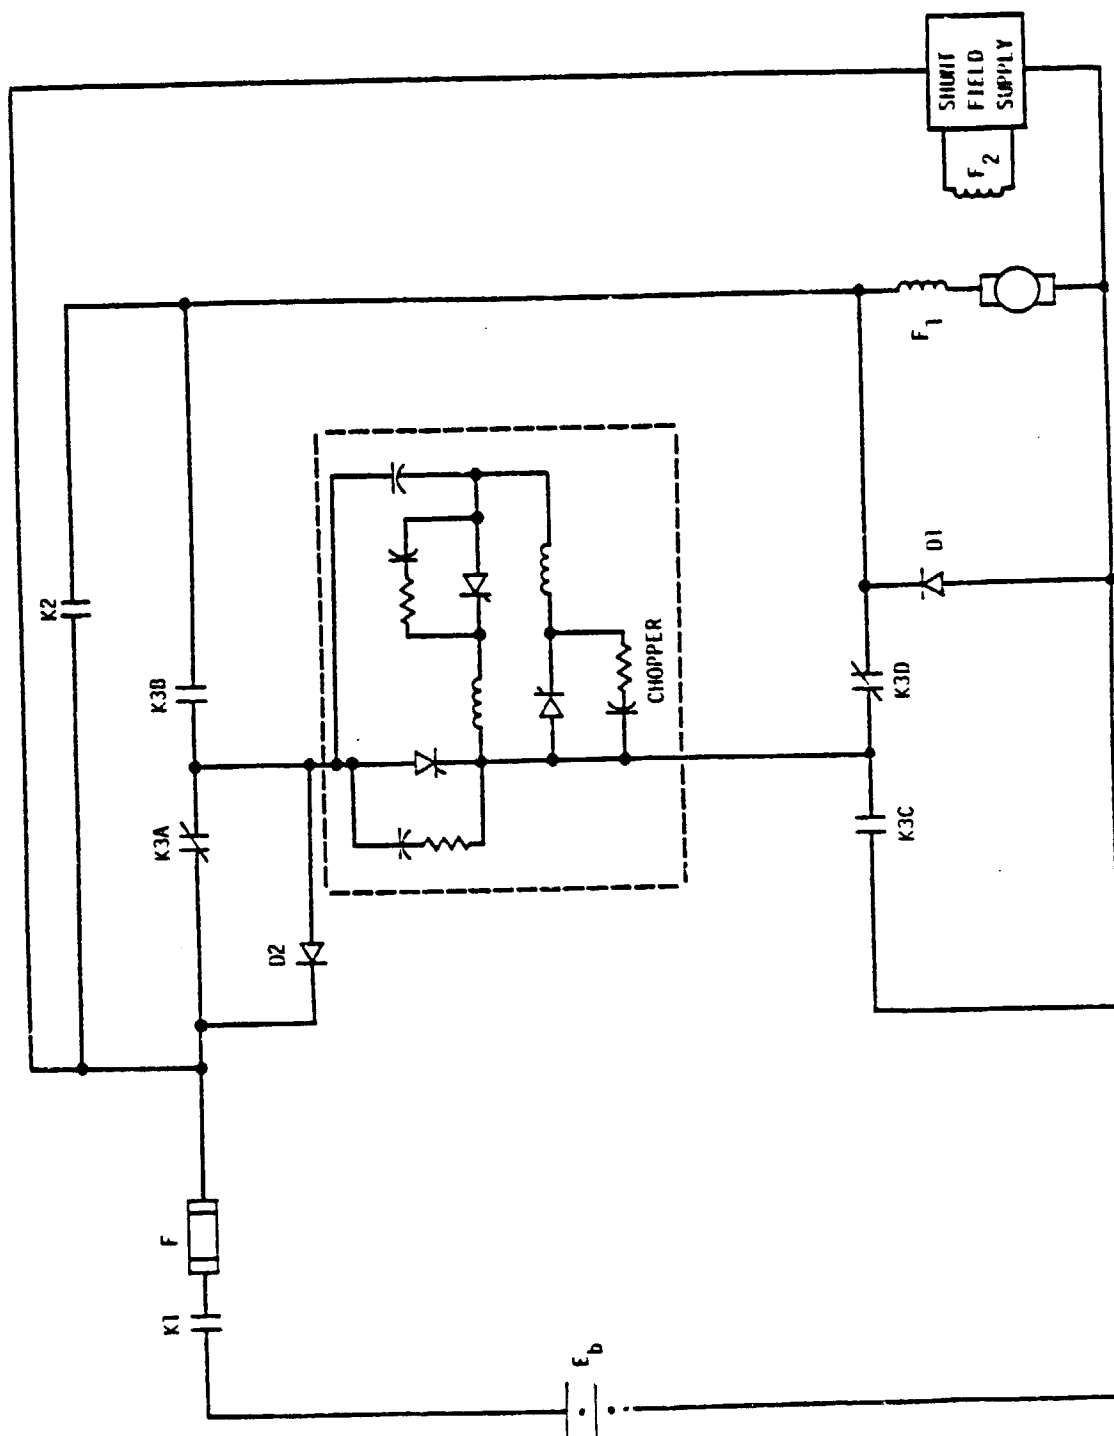 SHUNT
FIELD
SUPPLY
F2
K2
F1
K3B
D1
CHOPPER
K3D
K3A
K3C
D2
F
K1
Eb